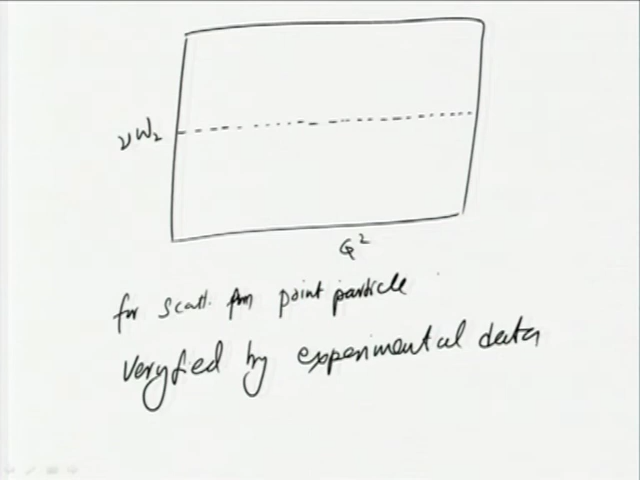 νW₂
Q²
for scatt. from point particle
veryfied by experimental data